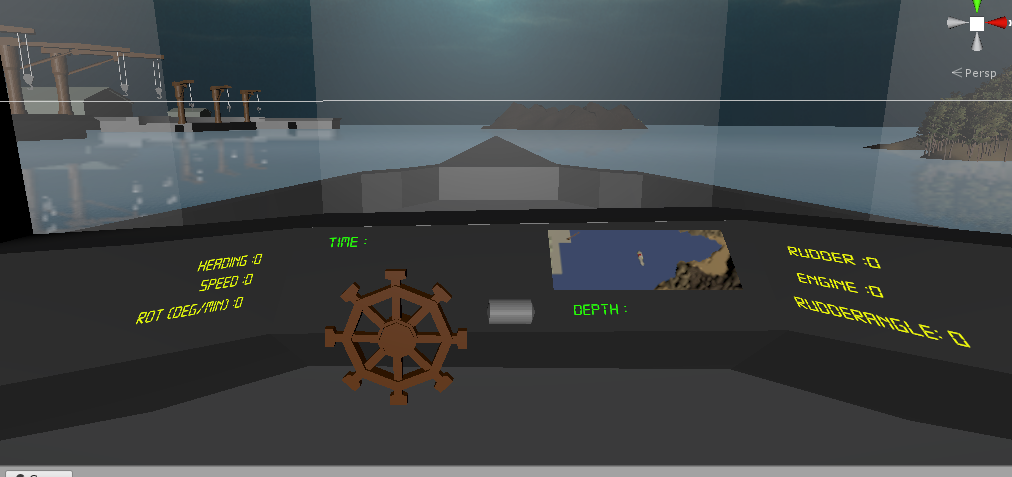 Persp
TIME :
HEADING :0
SPEED :0
ROT (DEG/MIN) :0
DEPTH :
RUDDER :0
ENGINE :0
RUDDERANGLE: 0